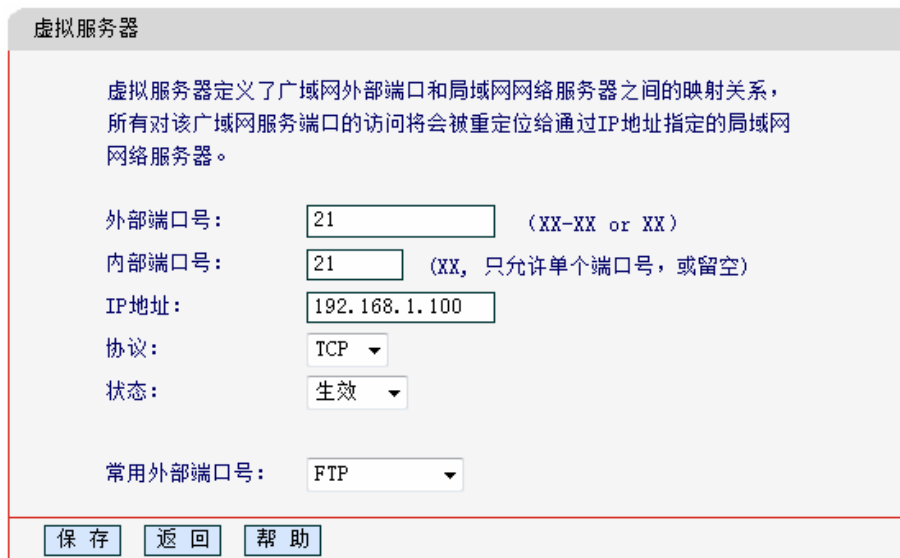 虚拟服务器
虚拟服务器定义了广域网外部端口和局域网网络服务器之间的映射关系，
所有对该广域网服务端口的访问将会被重定位给通过IP地址指定的局域网
网络服务器。
外部端口号： 21 （XX-XX or XX）
内部端口号： 21 (XX, 只允许单个端口号，或留空)
IP地址： 192.168.1.100
协议： TCP
状态： 生效
常用外部端口号： FTP
保 存 返 回 帮 助